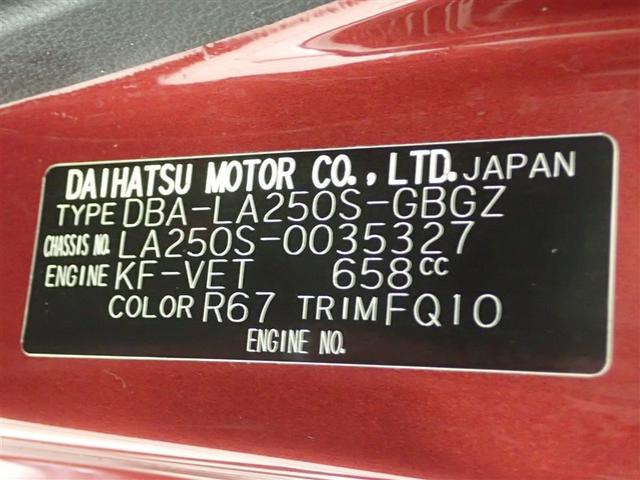 DAIHATSU MOTOR CO., LTD. JAPAN
TYPE DBA-LA250S-GBGZ
CHASSIS NO. LA250S-0035327
ENGINE KF-VET 658cc
COLOR R67 TRIM FQ10
ENGINE NO.